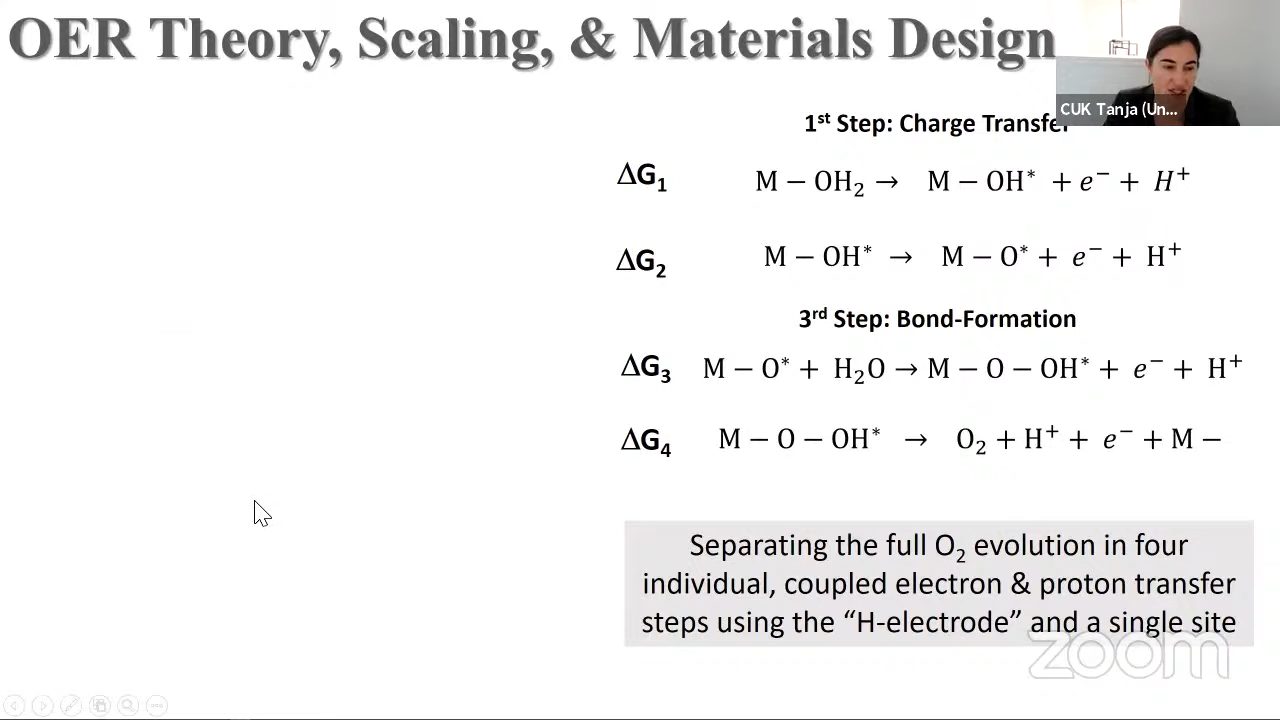 OER Theory, Scaling, & Materials Design
CUK Tanja (Un...
1st Step: Charge Transfer
ΔG₁ M − OH₂ → M − OH* + e⁻ + H⁺
ΔG₂ M − OH* → M − O* + e⁻ + H⁺
3rd Step: Bond-Formation
ΔG₃ M − O* + H₂O → M − O − OH* + e⁻ + H⁺
ΔG₄ M − O − OH* → O₂ + H⁺ + e⁻ + M −
Separating the full O₂ evolution in four
individual, coupled electron & proton transfer
steps using the “H-electrode” and a single site
zoom